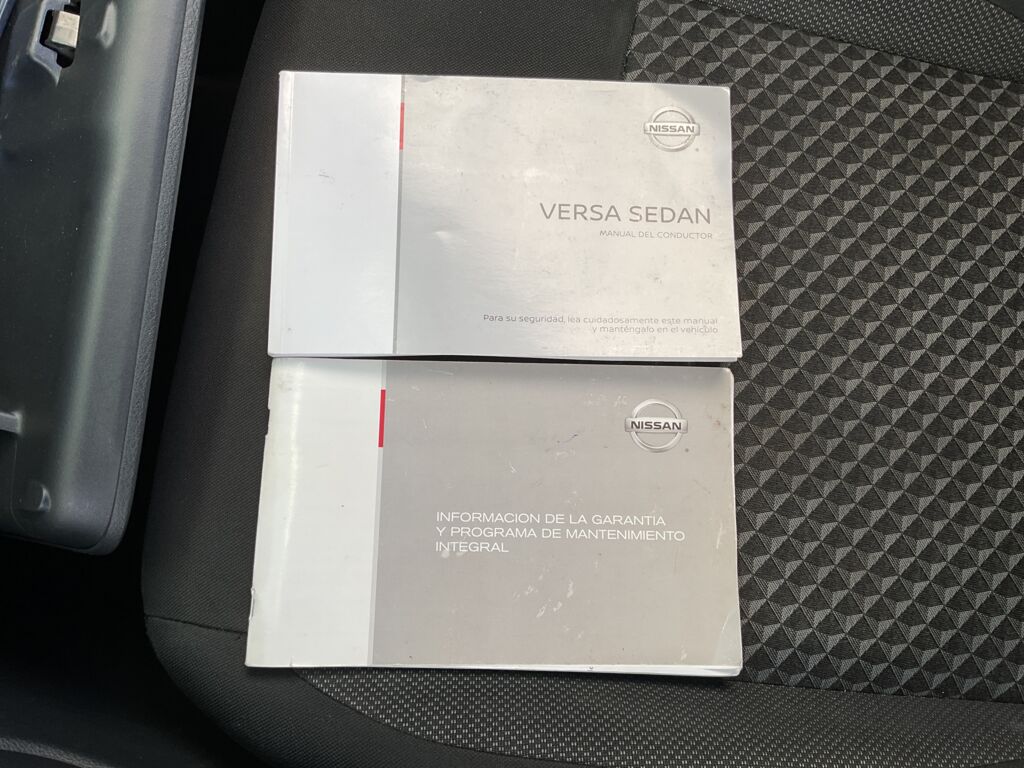 NISSAN
VERSA SEDAN
MANUAL DEL CONDUCTOR
Para su seguridad, lea cuidadosamente este manual
y manténgalo en el vehículo
NISSAN
INFORMACION DE LA GARANTIA
Y PROGRAMA DE MANTENIMIENTO
INTEGRAL